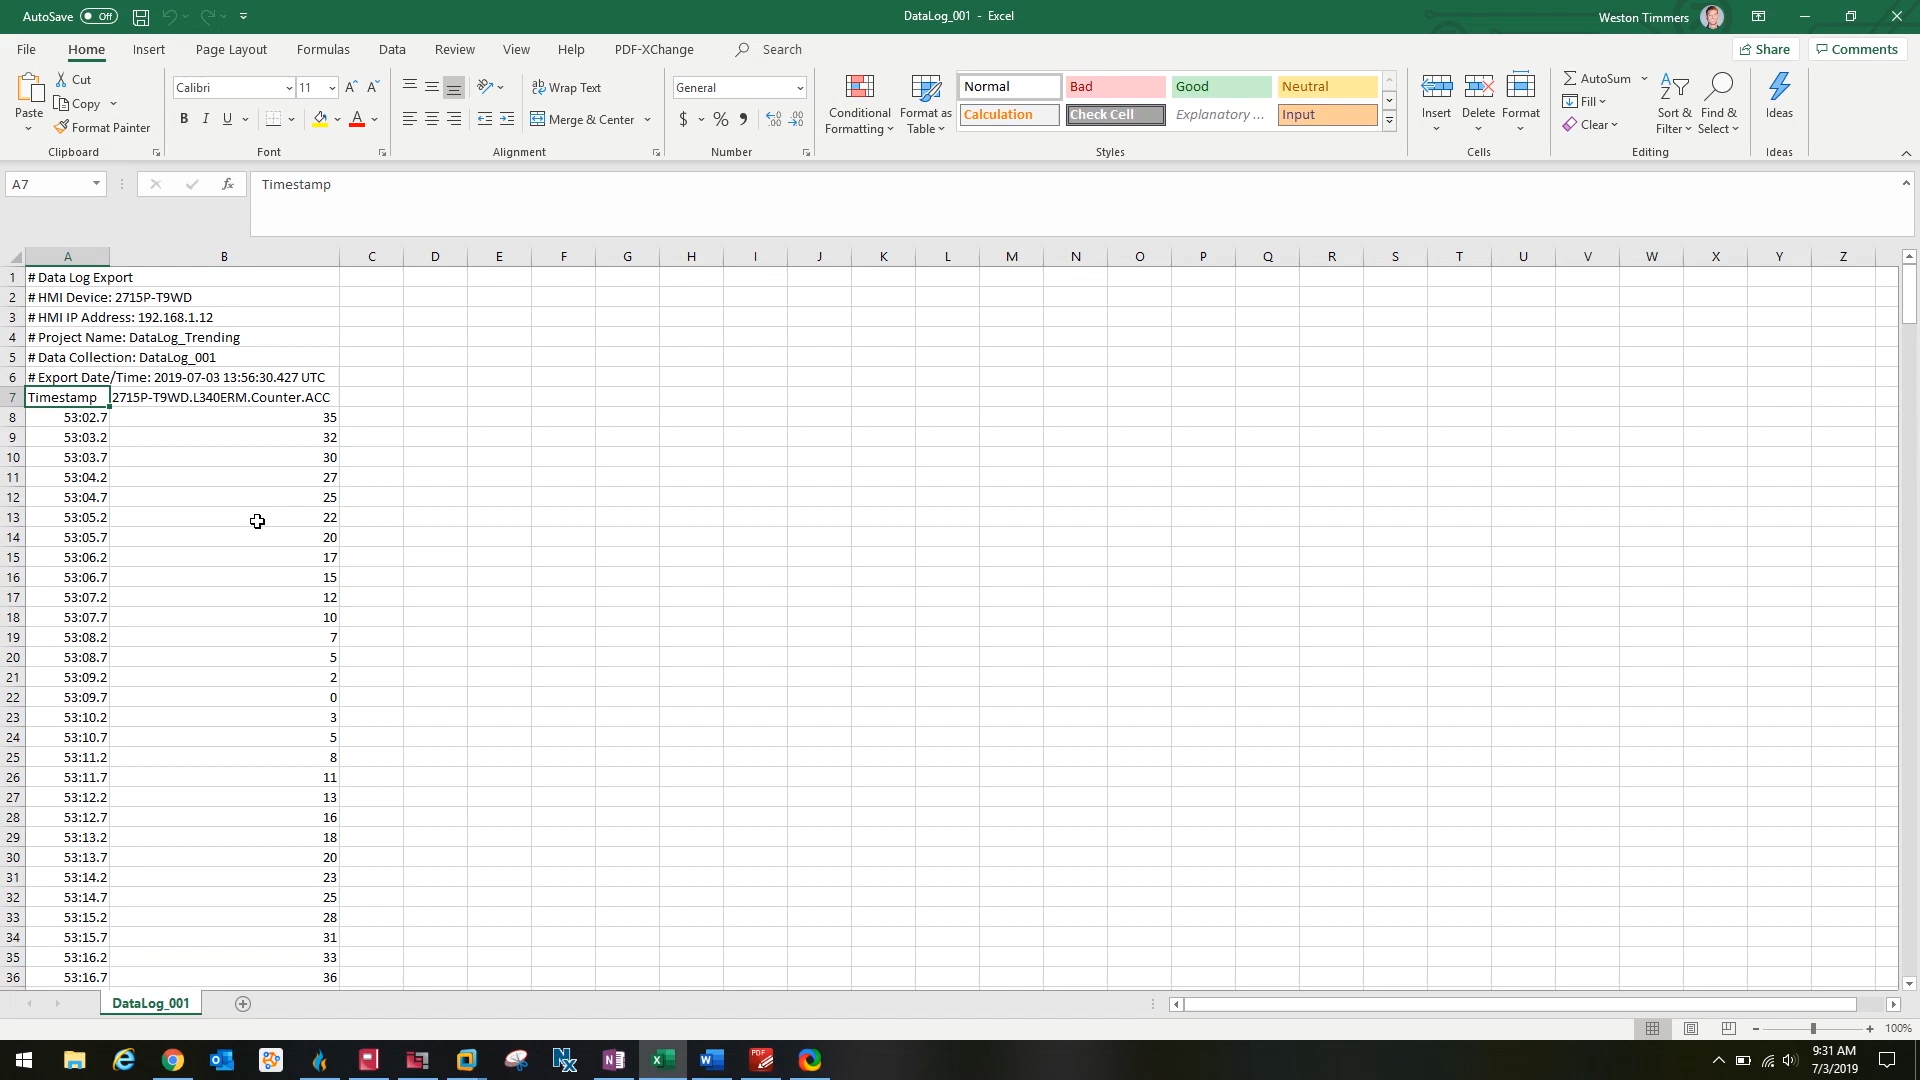 AutoSave Off
DataLog_001 - Excel
Weston Timmers
File Home Insert Page Layout Formulas Data Review View Help PDF-XChange Search
Share Comments
Paste
Cut
Copy
Format Painter
Clipboard
Calibri 11
B I U
A
Font
Wrap Text
Merge & Center
Alignment
General
$ %
Number
Conditional Formatting
Format as Table
Normal Bad Good Neutral
Calculation Check Cell Explanatory ... Input
Styles
Insert Delete Format
Cells
AutoSum
Fill
Clear
Sort & Filter
Find & Select
Editing
Ideas
Ideas
A7 fx Timestamp
A B C D E F G H I J K L M N O P Q R S T U V W X Y Z
1 # Data Log Export
2 # HMI Device: 2715P-T9WD
3 # HMI IP Address: 192.168.1.12
4 # Project Name: DataLog_Trending
5 # Data Collection: DataLog_001
6 # Export Date/Time: 2019-07-03 13:56:30.427 UTC
7 Timestamp 2715P-T9WD.L340ERM.Counter.ACC
8 53:02.7 35
9 53:03.2 32
10 53:03.7 30
11 53:04.2 27
12 53:04.7 25
13 53:05.2 22
14 53:05.7 20
15 53:06.2 17
16 53:06.7 15
17 53:07.2 12
18 53:07.7 10
19 53:08.2 7
20 53:08.7 5
21 53:09.2 2
22 53:09.7 0
23 53:10.2 3
24 53:10.7 5
25 53:11.2 8
26 53:11.7 11
27 53:12.2 13
28 53:12.7 16
29 53:13.2 18
30 53:13.7 20
31 53:14.2 23
32 53:14.7 25
33 53:15.2 28
34 53:15.7 31
35 53:16.2 33
36 53:16.7 36
DataLog_001
100%
9:31 AM
7/3/2019